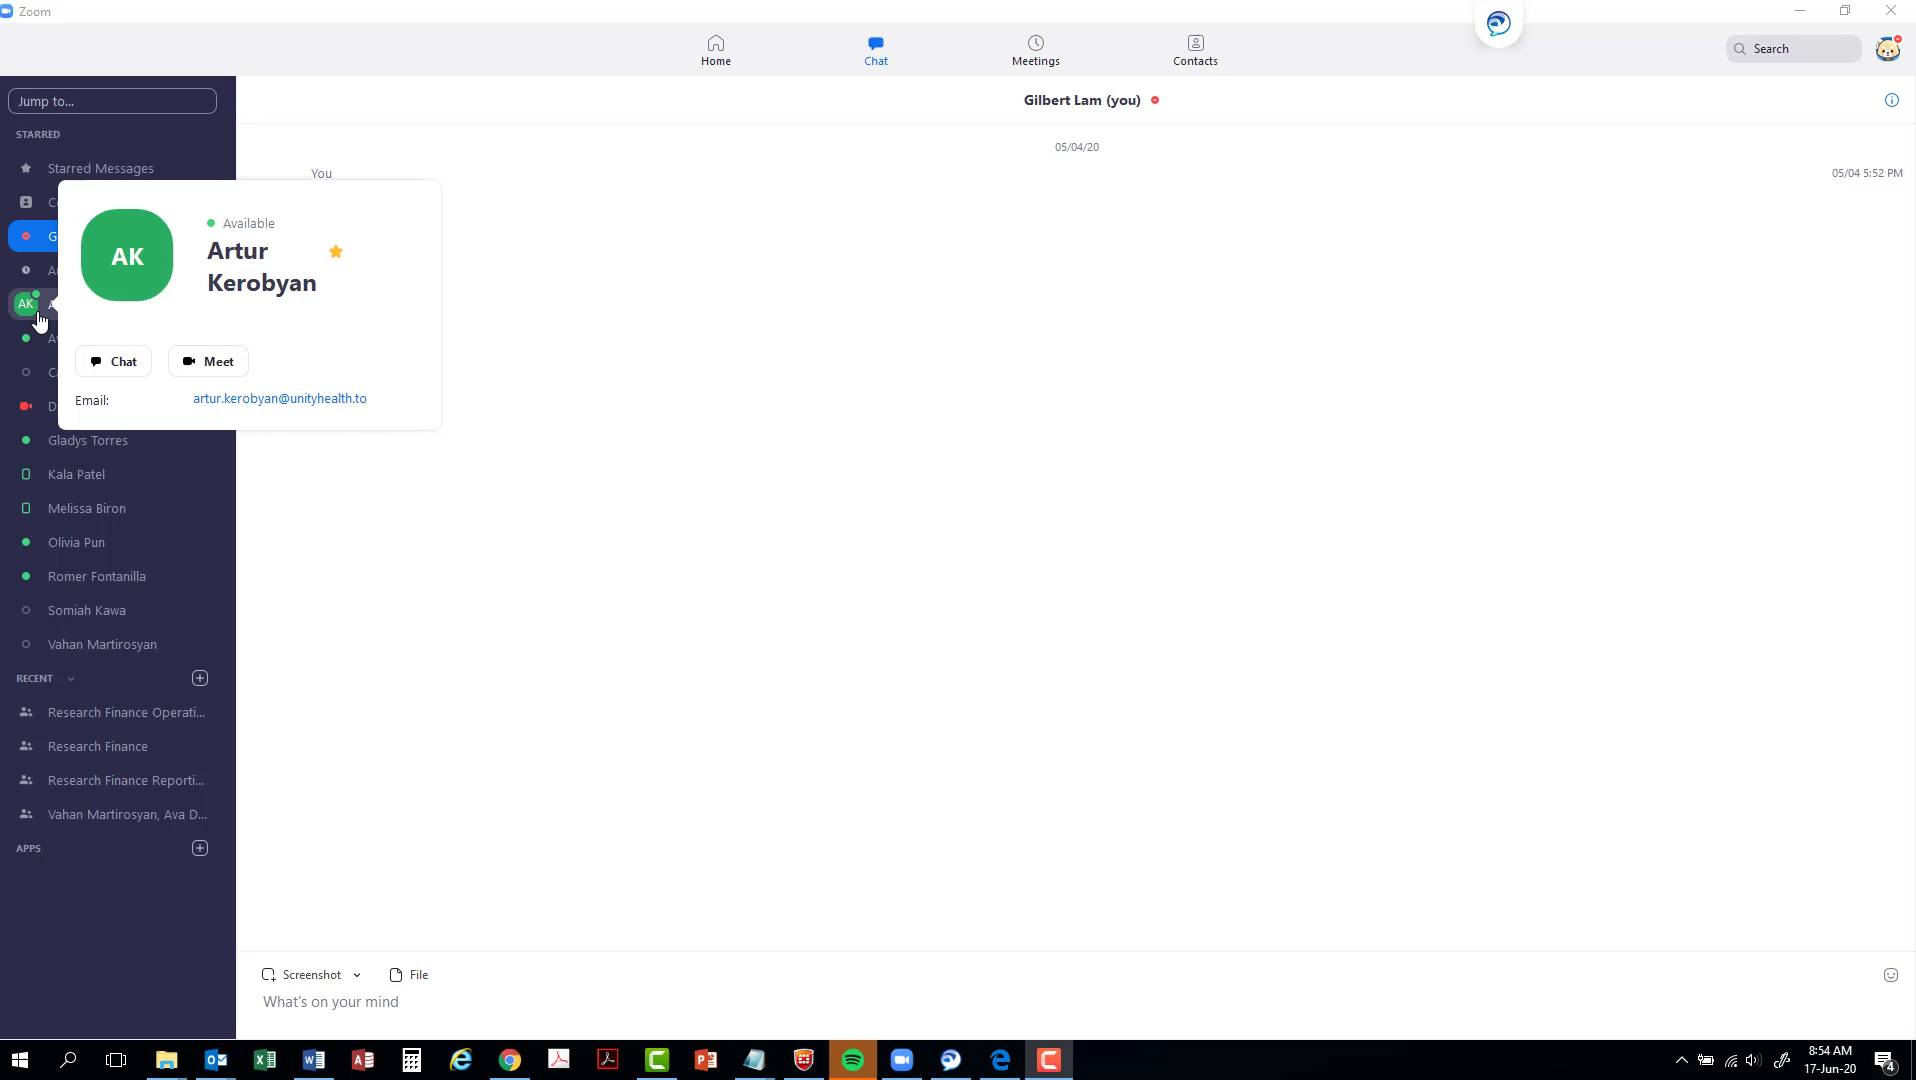 Zoom
Home
Chat
Meetings
Contacts
Search
Jump to...
STARRED
Starred Messages
AK
Gladys Torres
Kala Patel
Melissa Biron
Olivia Pun
Romer Fontanilla
Somiah Kawa
Vahan Martirosyan
RECENT
Research Finance Operati...
Research Finance
Research Finance Reporti...
Vahan Martirosyan, Ava D...
APPS
AK
Available
Artur
Kerobyan
Chat
Meet
Email:
artur.kerobyan@unityhealth.to
Gilbert Lam (you)
05/04/20
You
05/04 5:52 PM
Screenshot
File
What's on your mind
8:54 AM
17-Jun-20
4